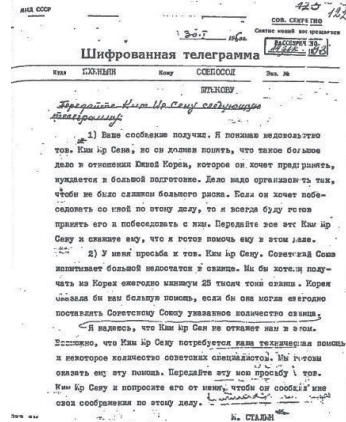 МИД СССР
СОВ. СЕКРЕТНО
Снятие копий воспрещается
30.I
Шифрованная телеграмма
Куда ПХЕНЬЯН Кому СОВПОСОЛ Экз. №
ШТЫКОВУ.
Передайте Ким Ир Сену следующую
телеграмму:
1) Ваше сообщение получил. Я понимаю недовольство
тов. Ким Ир Сена, но он должен понять, что такое большое
дело в отношении Южной Кореи, которое он хочет предпринять,
нуждается в большой подготовке. Дело надо организовать так,
чтобы не было слишком большого риска. Если он хочет побе-
седовать со мной по этому делу, то я всегда буду готов
принять его и побеседовать с ним. Передайте все это Ким Ир
Сену и скажите ему, что я готов помочь ему в этом деле.
2) У меня просьба к тов. Ким Ир Сену. Советский Союз
испытывает большой недостаток в свинце. Мы бы хотели полу-
чать из Кореи ежегодно минимум 25 тысяч тонн свинца. Корея
оказала бы нам большую помощь, если бы она могла ежегодно
поставлять Советскому Союзу указанное количество свинца.
Я надеюсь, что Ким Ир Сен не откажет нам в этом.
Возможно, что Ким Ир Сену потребуется наша техническая помощь
и некоторое количество советских специалистов. Мы готовы
оказать ему эту помощь. Передайте эту мою просьбу тов.
Ким Ир Сену и попросите его от меня, чтобы он сообщил мне
свои соображения по этому делу.
И. СТАЛИН